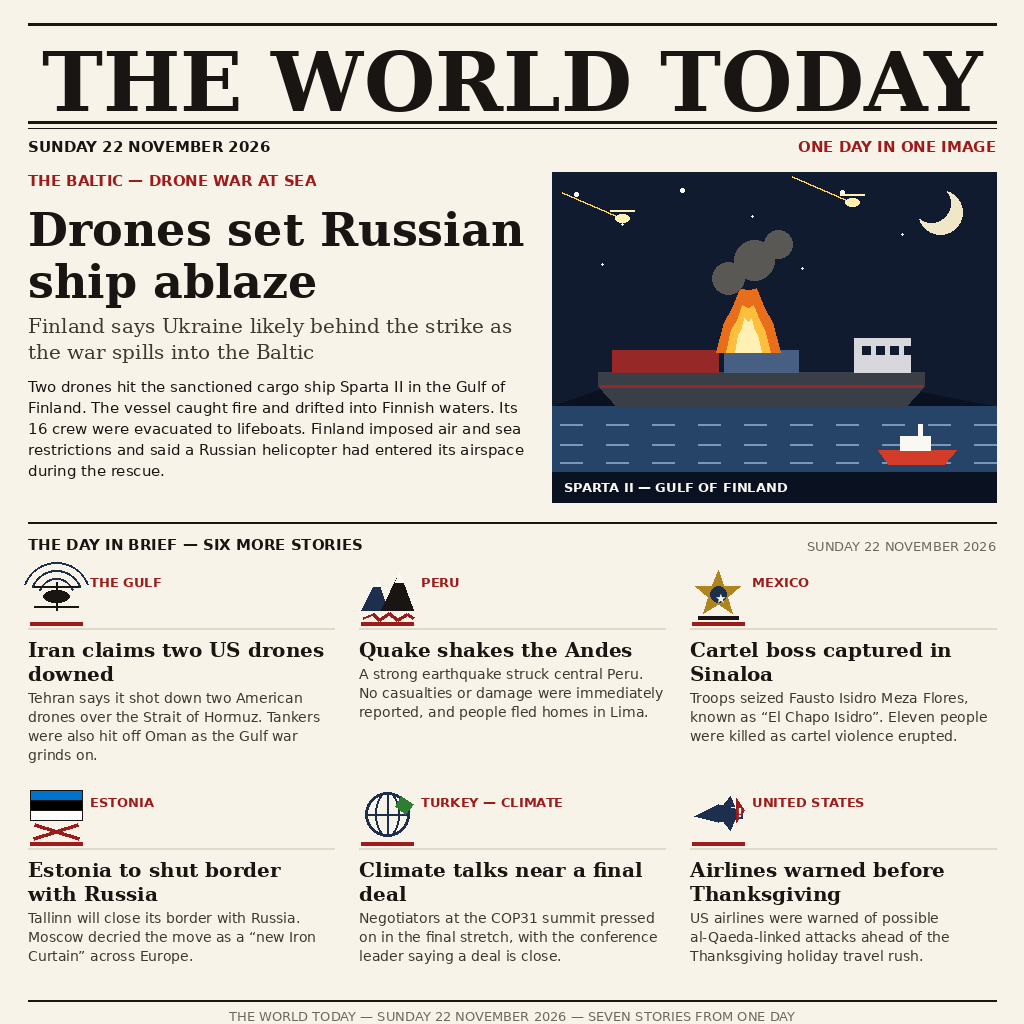 THE WORLD TODAY
SUNDAY 22 NOVEMBER 2026
ONE DAY IN ONE IMAGE
THE BALTIC — DRONE WAR AT SEA
Drones set Russian
ship ablaze
Finland says Ukraine likely behind the strike as
the war spills into the Baltic
Two drones hit the sanctioned cargo ship Sparta II in the Gulf of
Finland. The vessel caught fire and drifted into Finnish waters. Its
16 crew were evacuated to lifeboats. Finland imposed air and sea
restrictions and said a Russian helicopter had entered its airspace
during the rescue.
SPARTA II — GULF OF FINLAND
THE DAY IN BRIEF — SIX MORE STORIES
SUNDAY 22 NOVEMBER 2026
THE GULF
Iran claims two US drones
downed
Tehran says it shot down two American
drones over the Strait of Hormuz. Tankers
were also hit off Oman as the Gulf war
grinds on.
PERU
Quake shakes the Andes
A strong earthquake struck central Peru.
No casualties or damage were immediately
reported, and people fled homes in Lima.
MEXICO
Cartel boss captured in
Sinaloa
Troops seized Fausto Isidro Meza Flores,
known as “El Chapo Isidro”. Eleven people
were killed as cartel violence erupted.
ESTONIA
Estonia to shut border
with Russia
Tallinn will close its border with Russia.
Moscow decried the move as a “new Iron
Curtain” across Europe.
TURKEY — CLIMATE
Climate talks near a final
deal
Negotiators at the COP31 summit pressed
on in the final stretch, with the conference
leader saying a deal is close.
UNITED STATES
Airlines warned before
Thanksgiving
US airlines were warned of possible
al-Qaeda-linked attacks ahead of the
Thanksgiving holiday travel rush.
THE WORLD TODAY — SUNDAY 22 NOVEMBER 2026 — SEVEN STORIES FROM ONE DAY